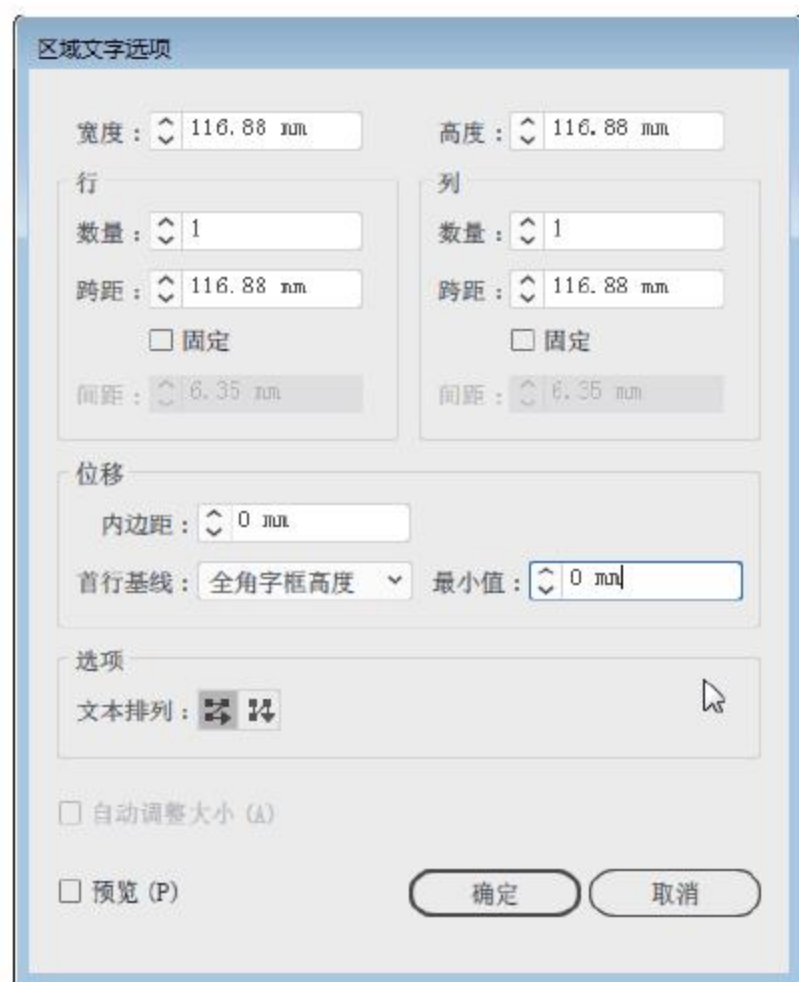 区域文字选项
宽度：116.88 mm 高度：116.88 mm
行 列
数量：1 数量：1
跨距：116.88 mm 跨距：116.88 mm
固定 固定
间距：6.35 mm 间距：6.35 mm
位移
内边距：0 mm
首行基线：全角字框高度 最小值：0 mm
选项
文本排列：
自动调整大小 (A)
预览 (P) 确定 取消